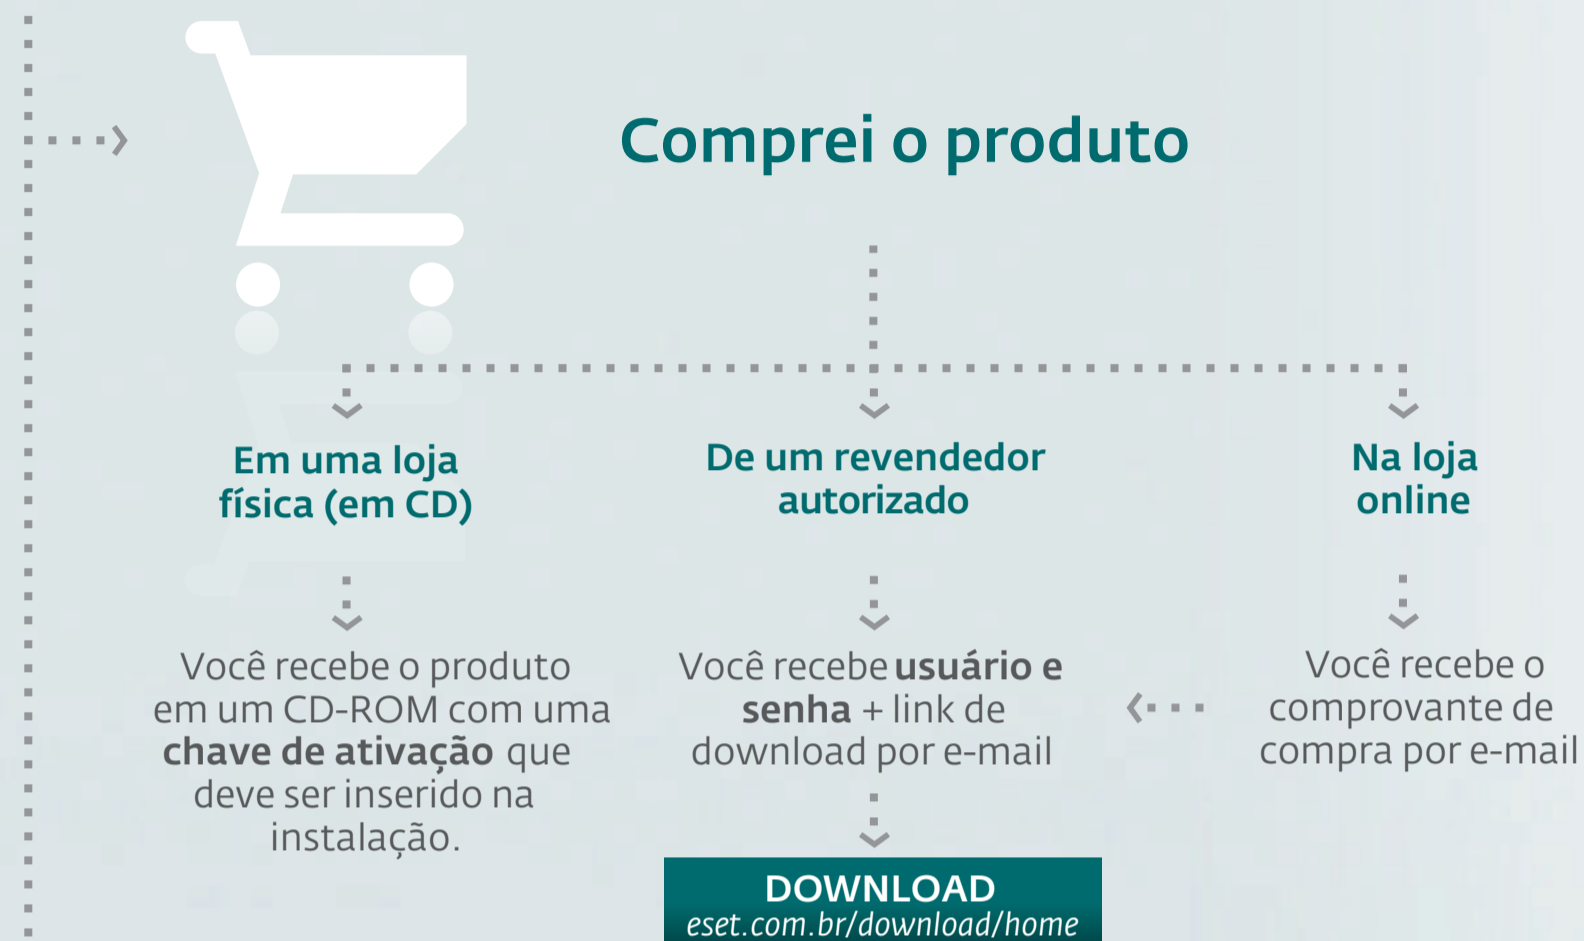 Comprei o produto
Em uma loja
física (em CD)
De um revendedor
autorizado
Na loja
online
Você recebe o produto
em um CD-ROM com uma
chave de ativação que
deve ser inserido na
instalação.
Você recebe usuário e
senha + link de
download por e-mail
Você recebe o
comprovante de
compra por e-mail
DOWNLOAD
eset.com.br/download/home